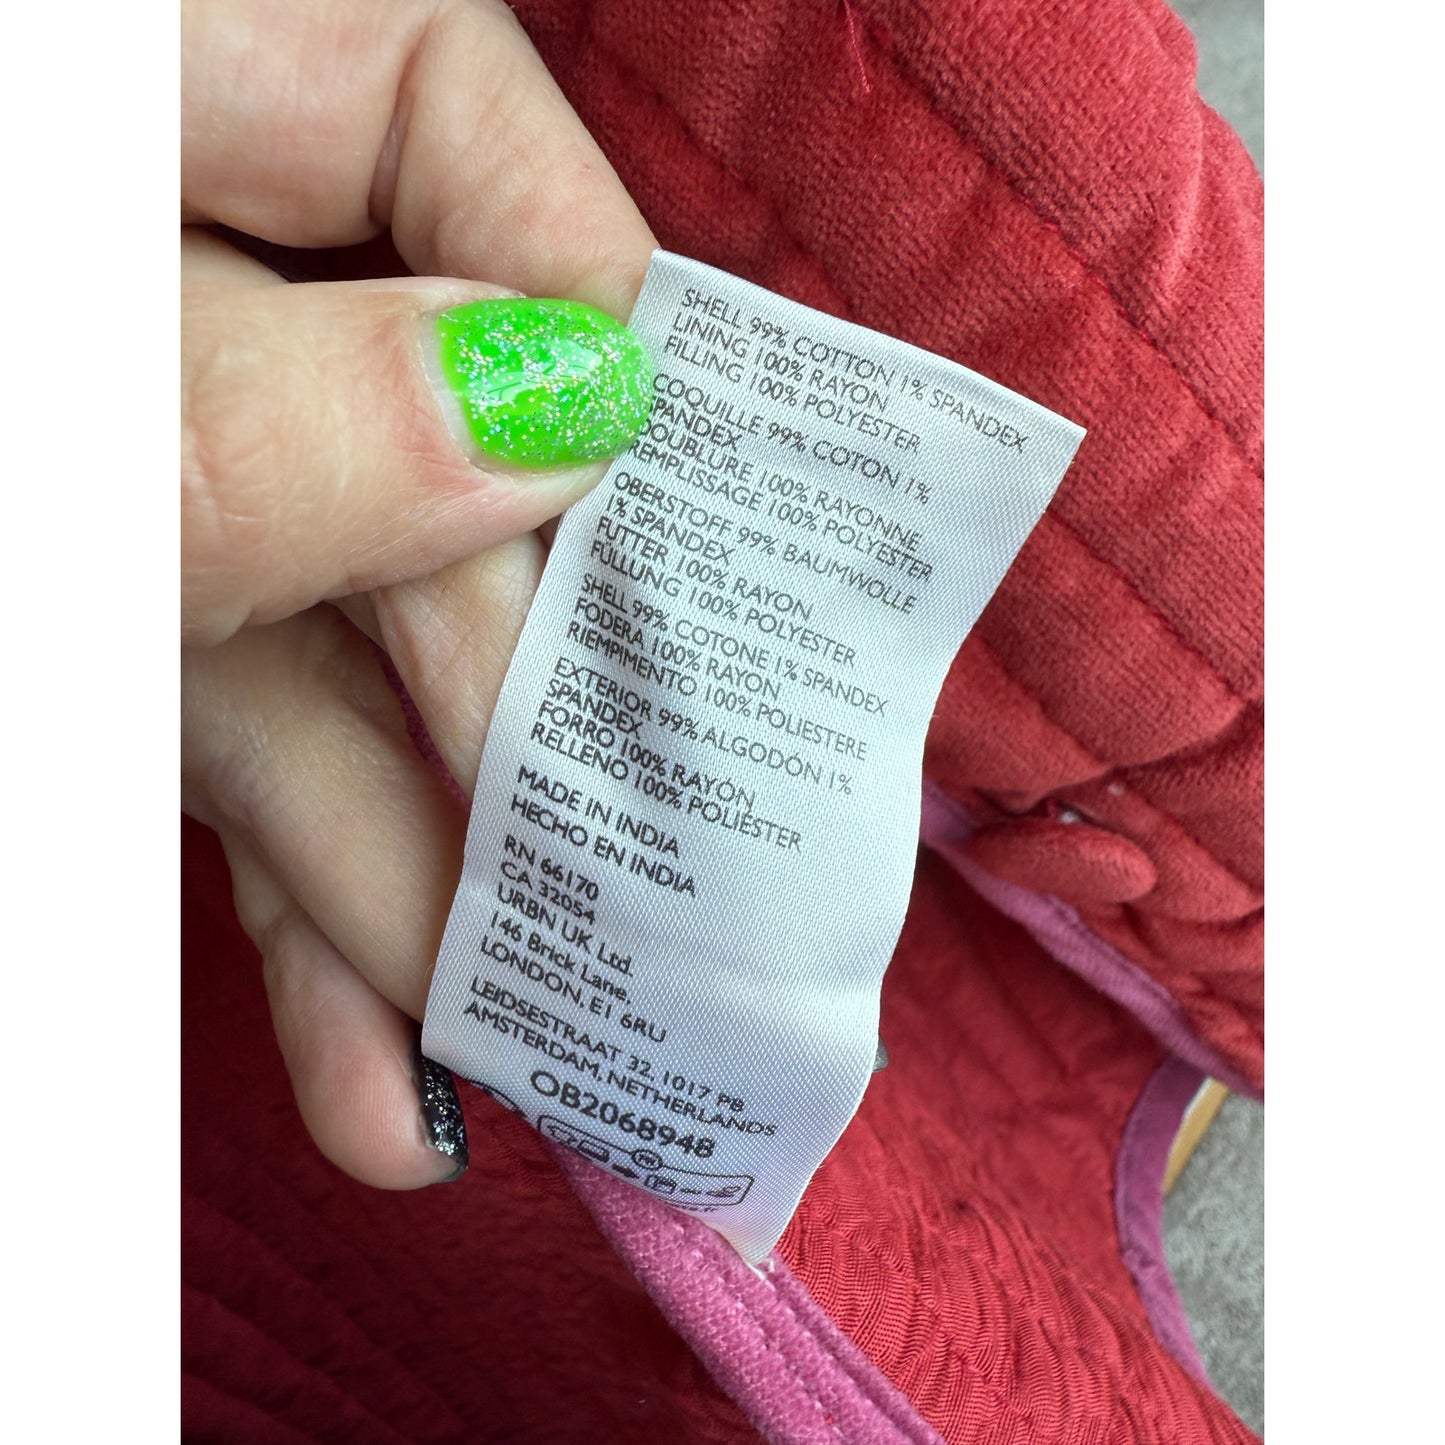 SHELL 99% COTTON 1% SPANDEX
LINING 100% RAYON
FILLING 100% POLYESTER
COQUILLE 99% COTON 1%
SPANDEX
DOUBLURE 100% RAYONNE
REMPLISSAGE 100% POLYESTER
OBERSTOFF 99% BAUMWOLLE
1% SPANDEX
FUTTER 100% RAYON
FÜLLUNG 100% POLYESTER
SHELL 99% COTONE 1% SPANDEX
FODERA 100% RAYON
RIEMPIMENTO 100% POLIESTERE
EXTERIOR 99% ALGODÓN 1%
SPANDEX
FORRO 100% RAYÓN
RELLENO 100% POLIÉSTER
MADE IN INDIA
HECHO EN INDIA
RN 66170
CA 32054
URBN UK Ltd.
146 Brick Lane,
LONDON, E1 6RU
LEIDSESTRAAT 32, 1017 PB
AMSTERDAM, NETHERLANDS
OB2068948